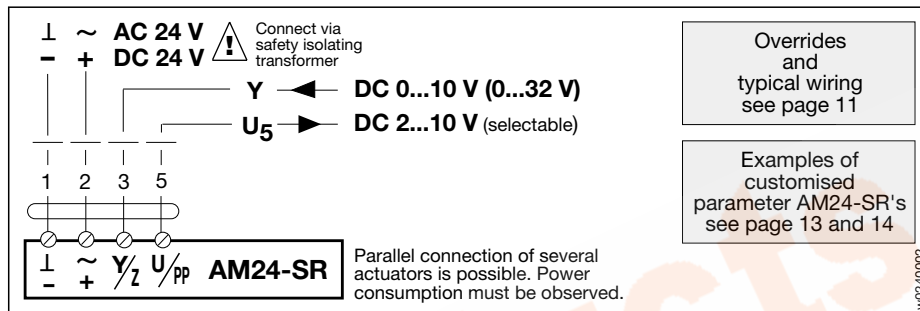 ⊥ ~ AC 24 V
− + DC 24 V
Connect via
safety isolating
transformer
Y DC 0...10 V (0...32 V)
U5 DC 2...10 V (selectable)
1 2 3 5
⊥ ~ Y/Z U/PP AM24-SR
− +
Parallel connection of several
actuators is possible. Power
consumption must be observed.
Overrides
and
typical wiring
see page 11
Examples of
customised
parameter AM24-SR's
see page 13 and 14